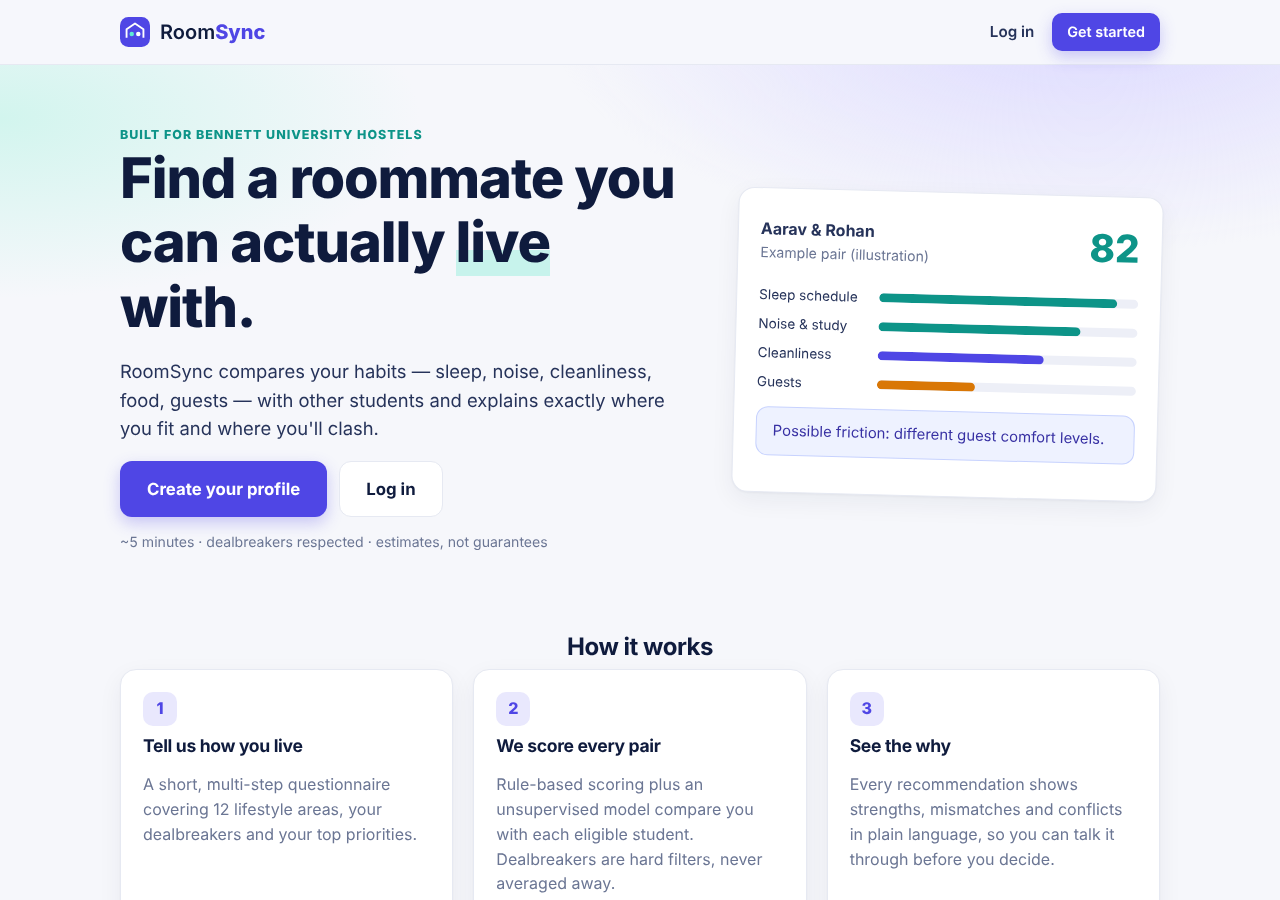 RoomSync
Log in
Get started
BUILT FOR BENNETT UNIVERSITY HOSTELS
Find a roommate you
can actually live
with.
RoomSync compares your habits — sleep, noise, cleanliness,
food, guests — with other students and explains exactly where
you fit and where you'll clash.
Create your profile
Log in
~5 minutes · dealbreakers respected · estimates, not guarantees
Aarav & Rohan
Example pair (illustration)
82
Sleep schedule
Noise & study
Cleanliness
Guests
Possible friction: different guest comfort levels.
How it works
1
Tell us how you live
A short, multi-step questionnaire
covering 12 lifestyle areas, your
dealbreakers and your top priorities.
2
We score every pair
Rule-based scoring plus an
unsupervised model compare you
with each eligible student.
Dealbreakers are hard filters, never
averaged away.
3
See the why
Every recommendation shows
strengths, mismatches and conflicts
in plain language, so you can talk it
through before you decide.